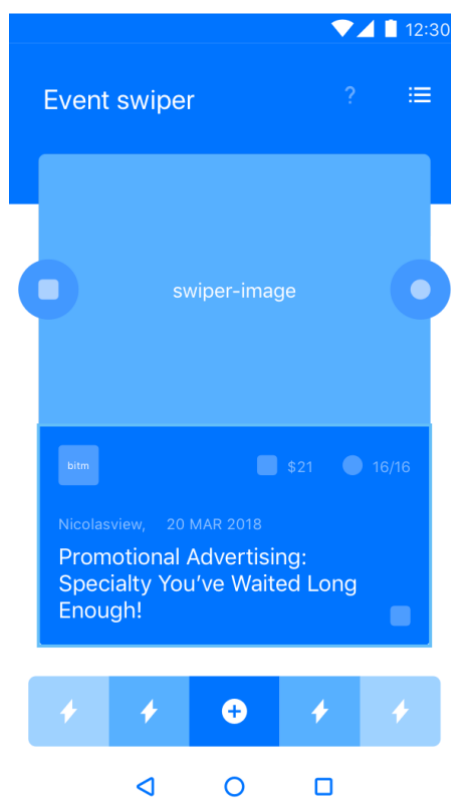 12:30
Event swiper ?
swiper-image
bitm $21 16/16
Nicolasview, 20 MAR 2018
Promotional Advertising:
Specialty You’ve Waited Long
Enough!